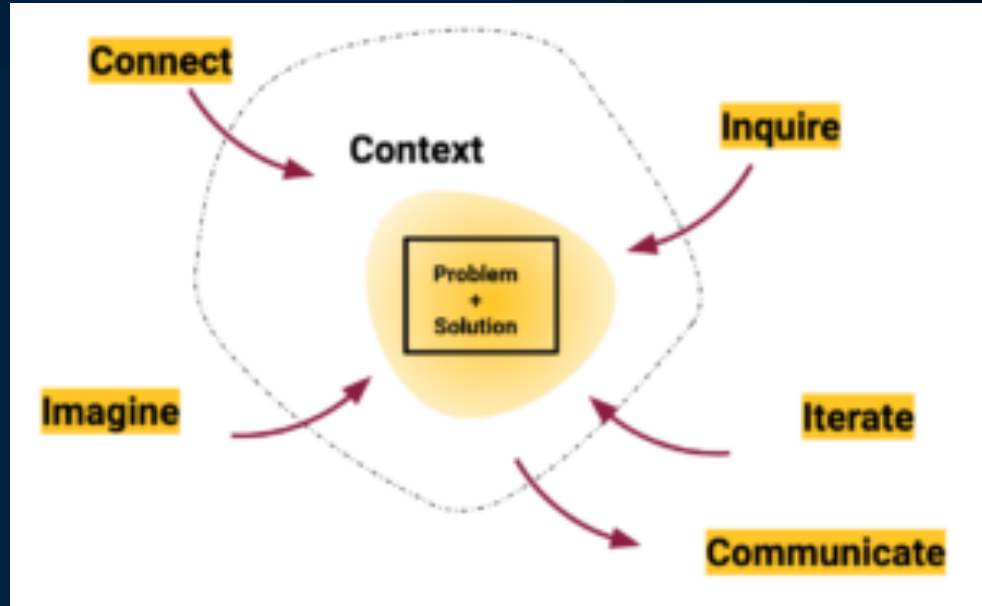 Connect
Inquire
Context
Problem
+
Solution
Imagine
Iterate
Communicate